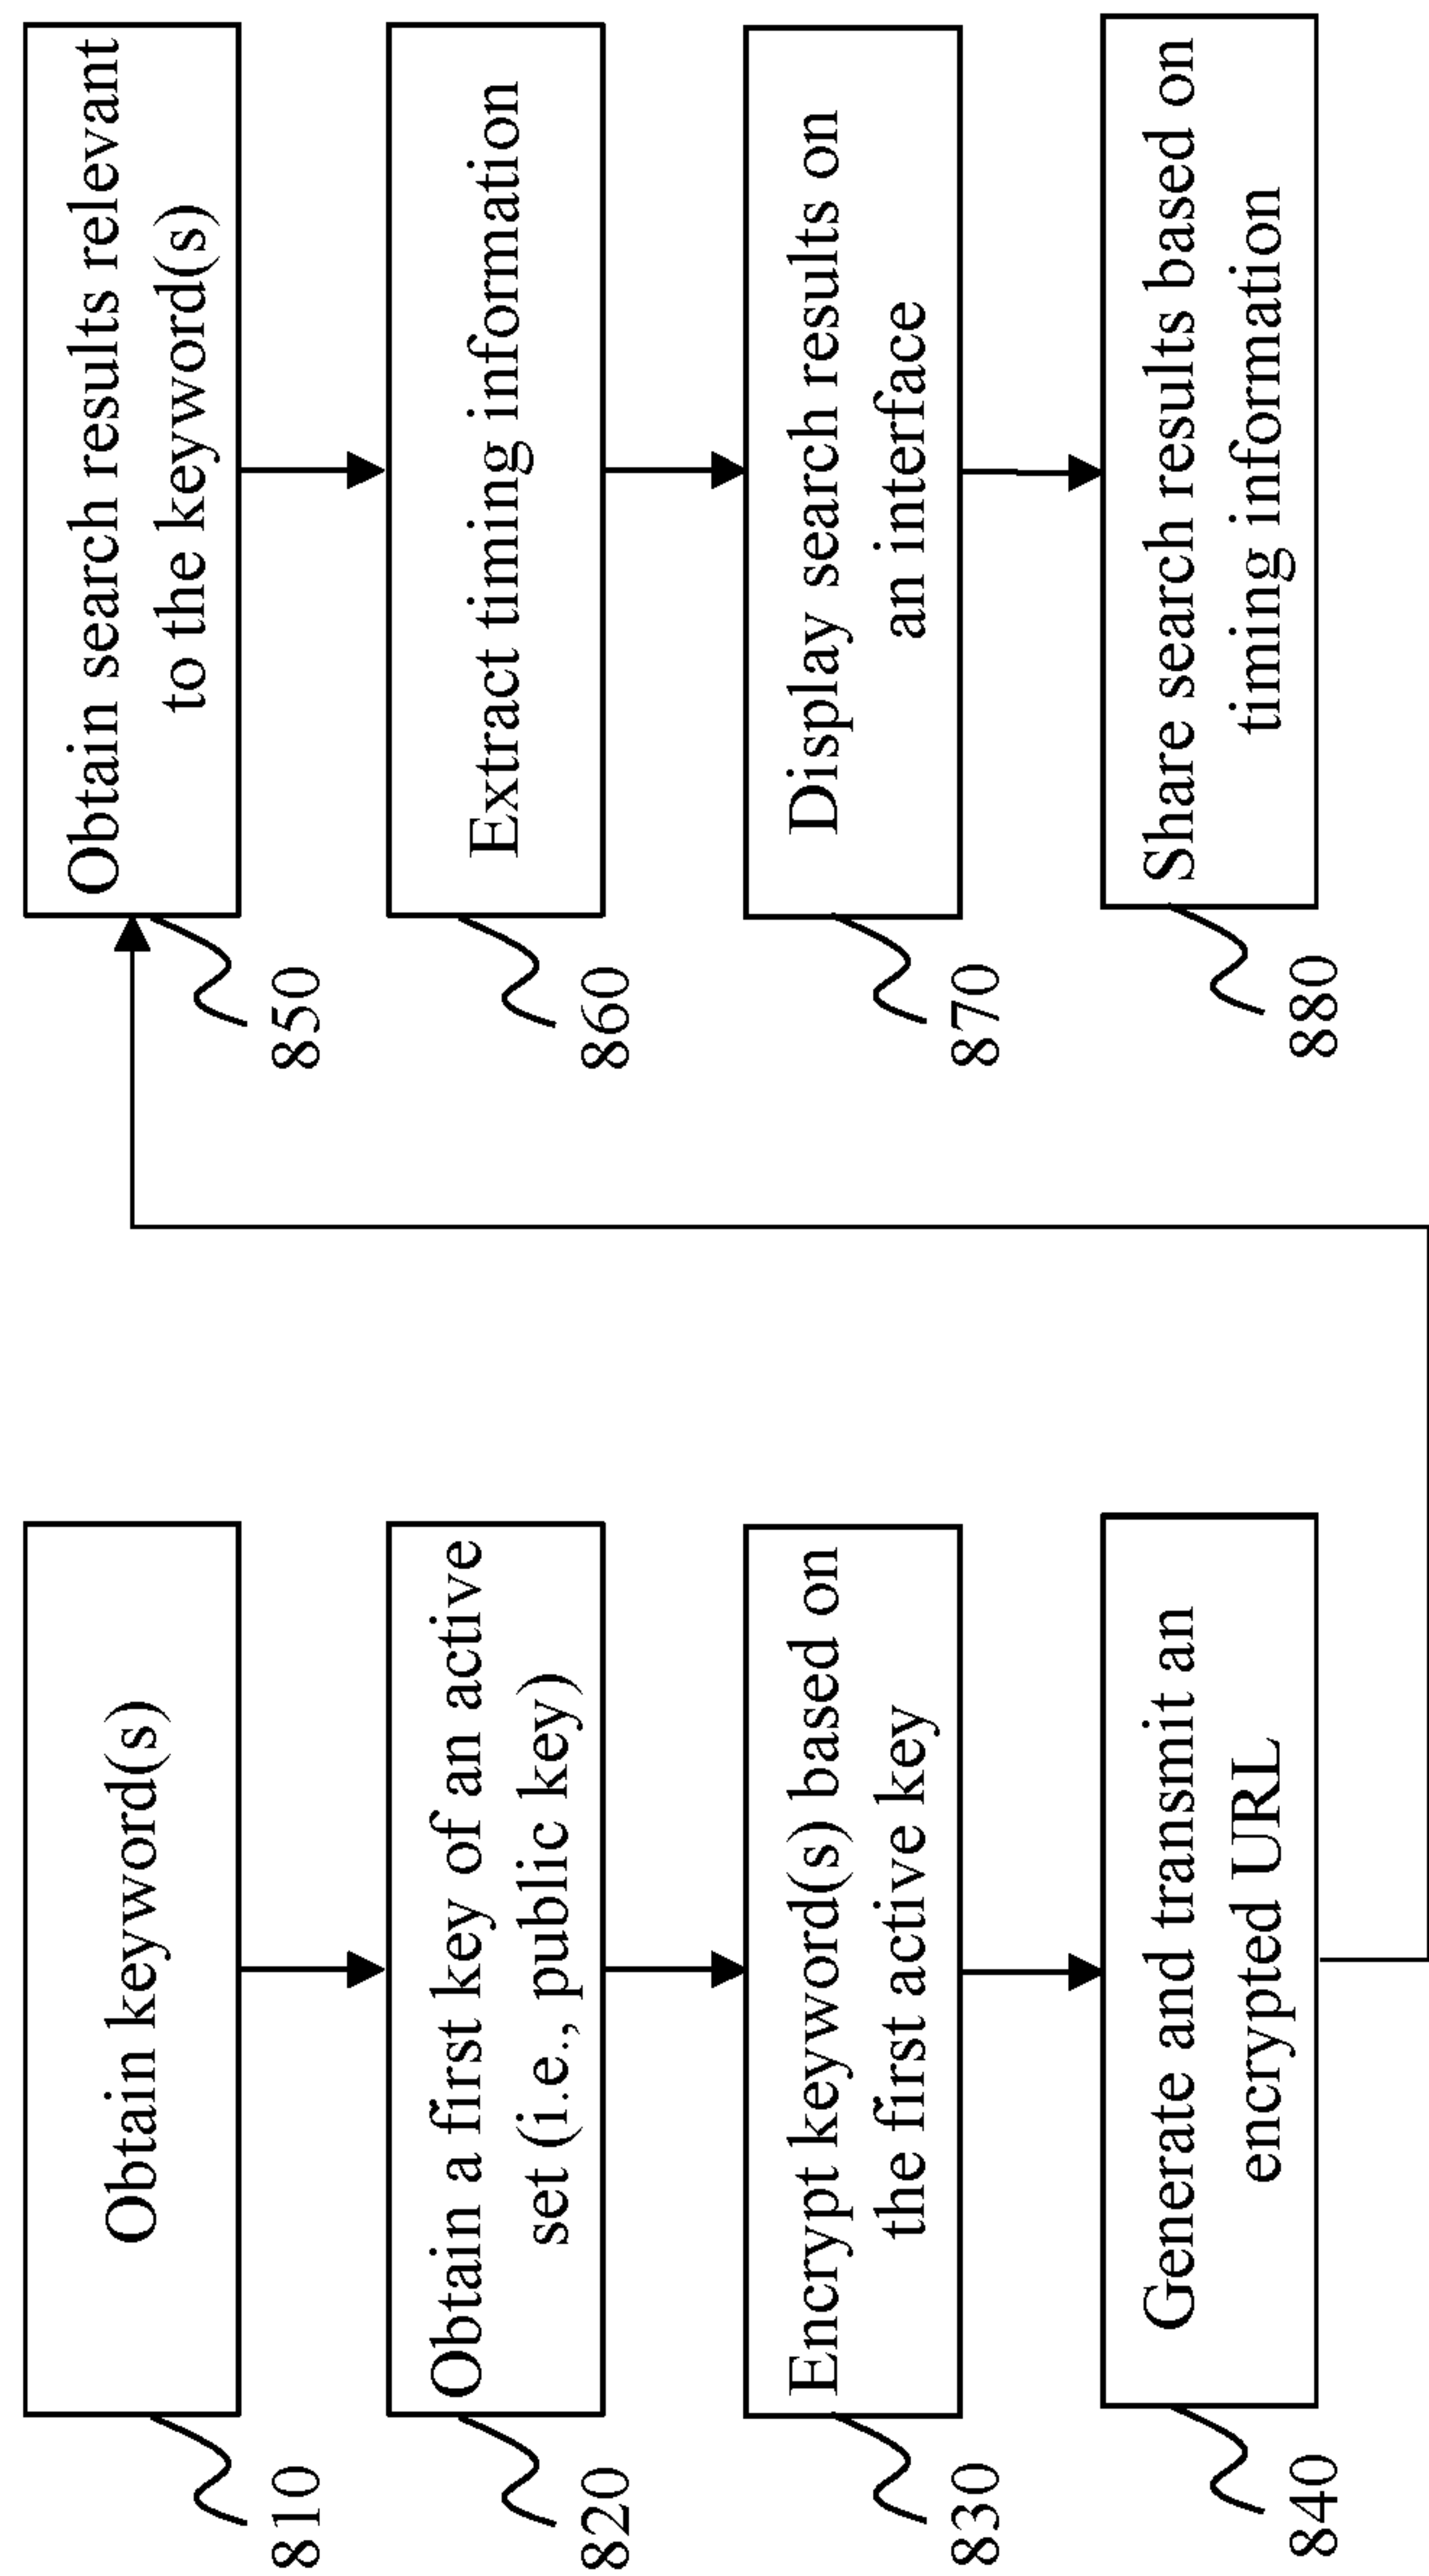 Obtain keyword(s)
810
Obtain a first key of an active
set (i.e., public key)
820
Encrypt keyword(s) based on
the first active key
830
Generate and transmit an
encrypted URL
840
Obtain search results relevant
to the keyword(s)
850
Extract timing information
860
Display search results on
an interface
870
Share search results based on
timing information
880